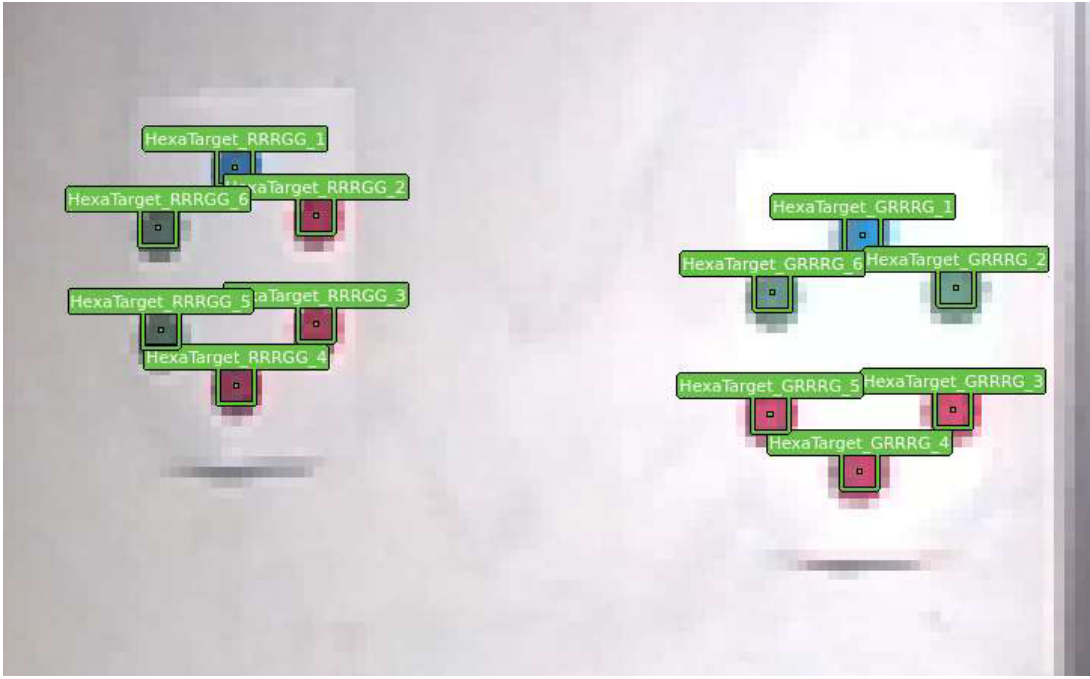 HexaTarget_RRRGG_1
HexaTarget_RRRGG_2
HexaTarget_RRRGG_6
HexaTarget_RRRGG_3
HexaTarget_RRRGG_5
HexaTarget_RRRGG_4
HexaTarget_GRRRG_1
HexaTarget_GRRRG_2
HexaTarget_GRRRG_6
HexaTarget_GRRRG_3
HexaTarget_GRRRG_5
HexaTarget_GRRRG_4